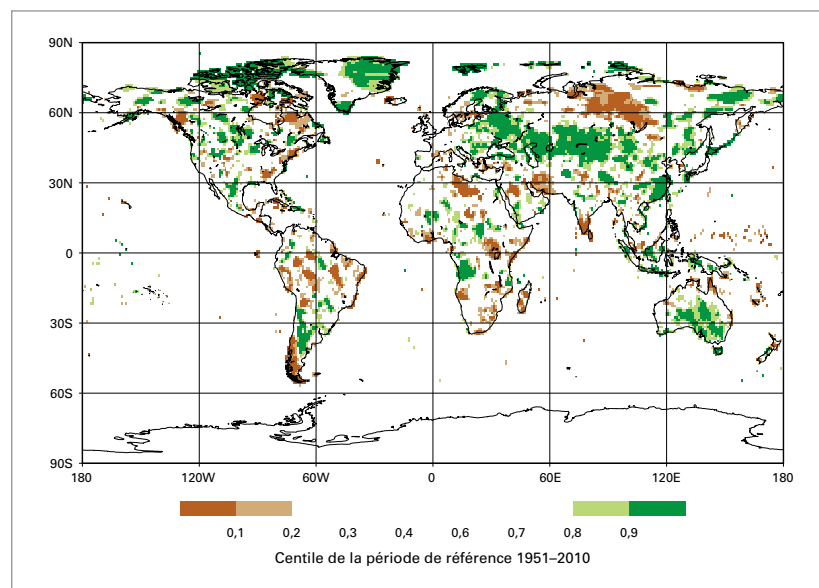 90N
60N
30N
0
30S
60S
90S
180 120W 60W 0 60E 120E 180
0,1 0,2 0,3 0,4 0,6 0,7 0,8 0,9
Centile de la période de référence 1951–2010